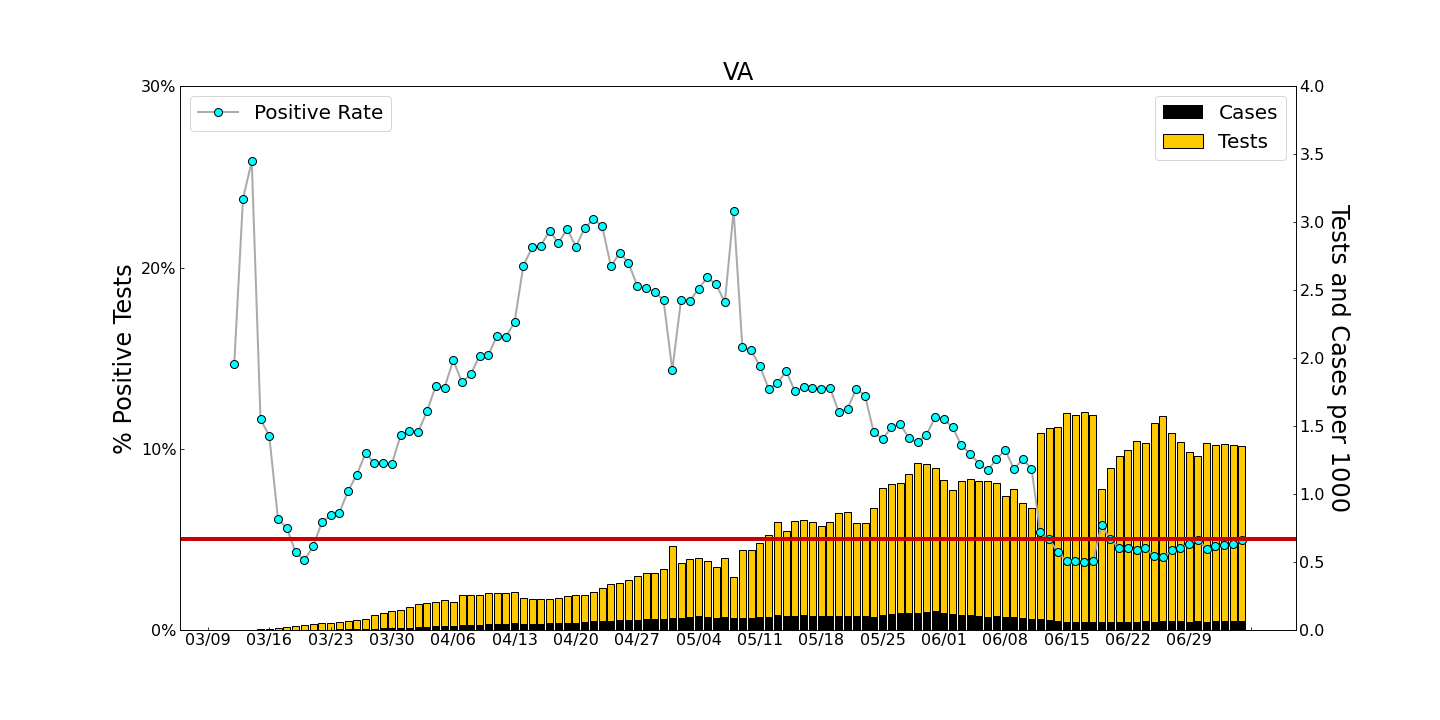 VA
30%
20%
10%
0%
% Positive Tests
Positive Rate
Cases
Tests
4.0
3.5
3.0
2.5
2.0
1.5
1.0
0.5
0.0
Tests and Cases per 1000
03/09 03/16 03/23 03/30 04/06 04/13 04/20 04/27 05/04 05/11 05/18 05/25 06/01 06/08 06/15 06/22 06/29